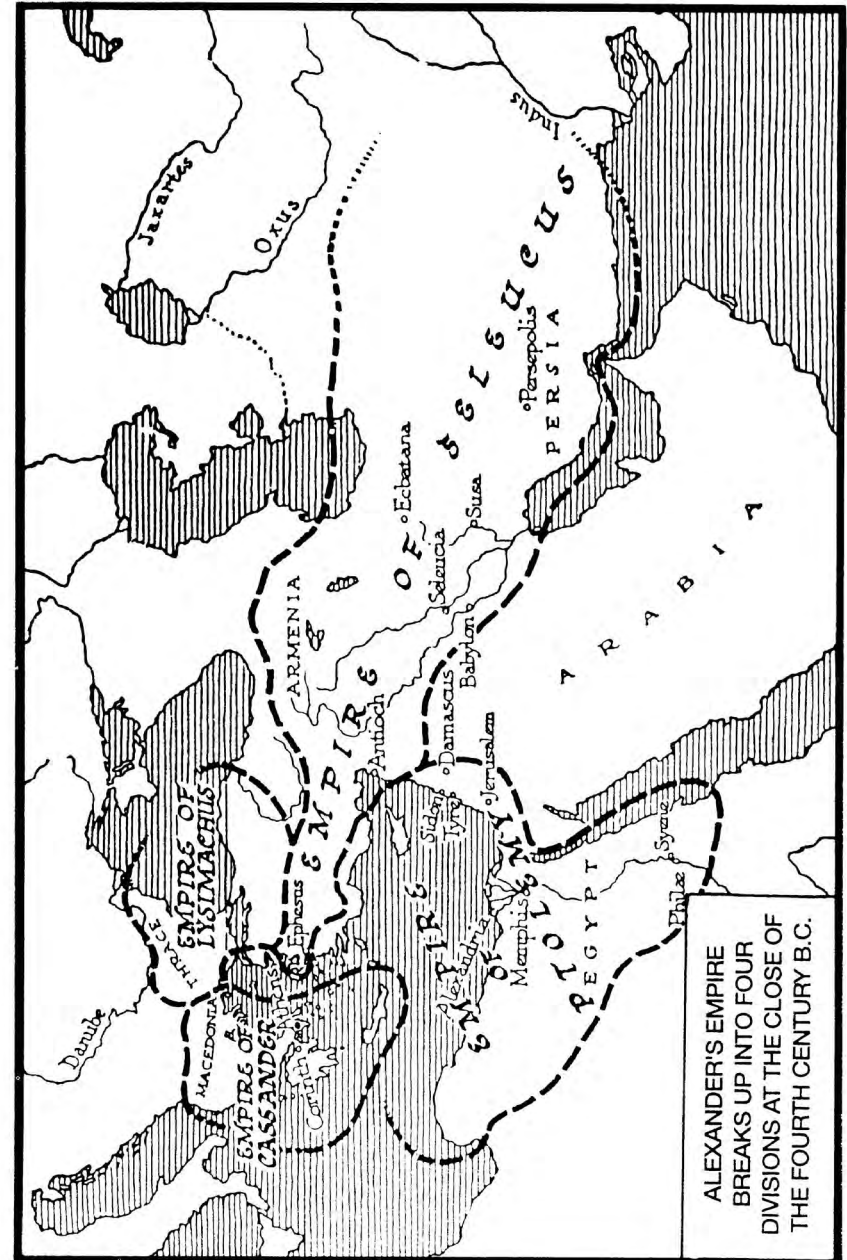 Jaxartes
Oxus
Indus
Danube
THRACE
MACEDONIA
EMPIRE OF
LYSIMACHUS
EMPIRE OF
CASSANDER
Corinth
Ephesus
ARMENIA
EMPIRE
OF
SELEUCUS
Antioch
Ecbatana
Seleucia
Susa
Babylon
Persepolis
PERSIA
Damascus
Sidon
Tyre
Jerusalem
ARABIA
EMPIRE
OF
PTOLEMY
Alexandria
Memphis
EGYPT
Syene
Philæ
ALEXANDER'S EMPIRE
BREAKS UP INTO FOUR
DIVISIONS AT THE CLOSE OF
THE FOURTH CENTURY B.C.